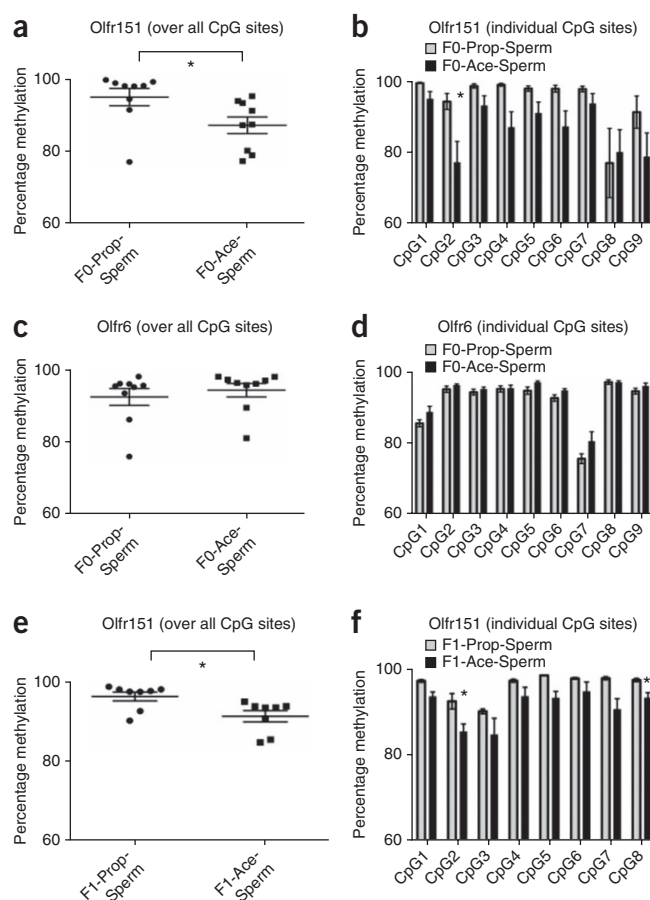 a
Olfr151 (over all CpG sites)
*
Percentage methylation
100
80
60
F0-Prop-
Sperm
F0-Ace-
Sperm
b
Olfr151 (individual CpG sites)
F0-Prop-Sperm
F0-Ace-Sperm
*
Percentage methylation
100
80
60
CpG1
CpG2
CpG3
CpG4
CpG5
CpG6
CpG7
CpG8
CpG9
c
Olfr6 (over all CpG sites)
Percentage methylation
100
80
60
F0-Prop-
Sperm
F0-Ace-
Sperm
d
Olfr6 (individual CpG sites)
F0-Prop-Sperm
F0-Ace-Sperm
Percentage methylation
100
80
60
CpG1
CpG2
CpG3
CpG4
CpG5
CpG6
CpG7
CpG8
CpG9
e
Olfr151 (over all CpG sites)
*
Percentage methylation
100
80
60
F1-Prop-
Sperm
F1-Ace-
Sperm
f
Olfr151 (individual CpG sites)
F1-Prop-Sperm
F1-Ace-Sperm
*
*
Percentage methylation
100
80
60
CpG1
CpG2
CpG3
CpG4
CpG5
CpG6
CpG7
CpG8